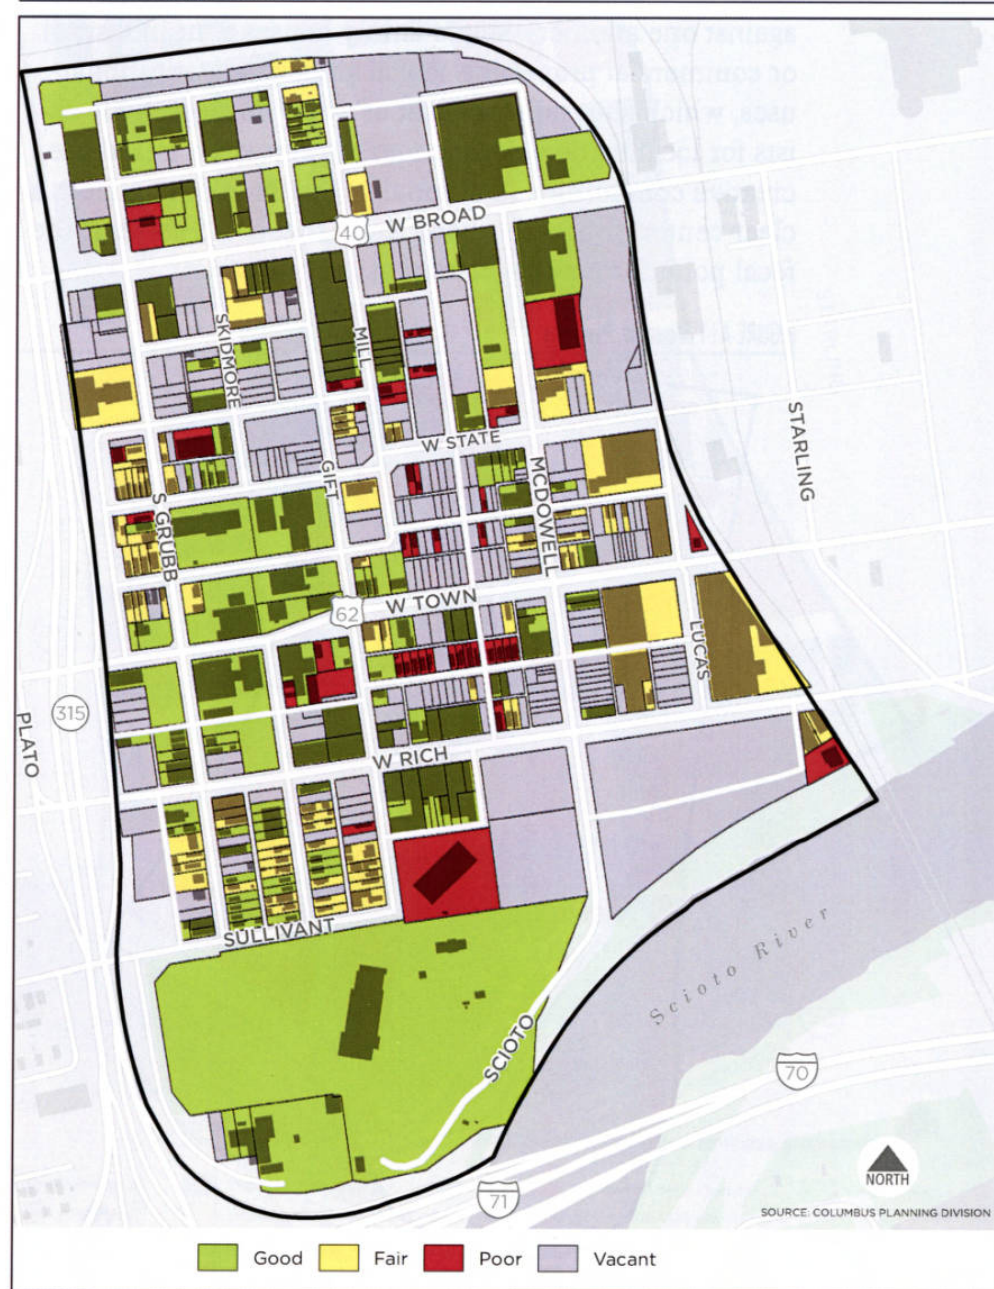 40
W BROAD
SKIDMORE
MILL
W STATE
STARLING
GIFT
MCDOWELL
S GRUBB
62
W TOWN
LUCAS
315
PLATO
W RICH
SULLIVANT
Scioto River
SCIOTO
70
71
NORTH
SOURCE: COLUMBUS PLANNING DIVISION
Good
Fair
Poor
Vacant